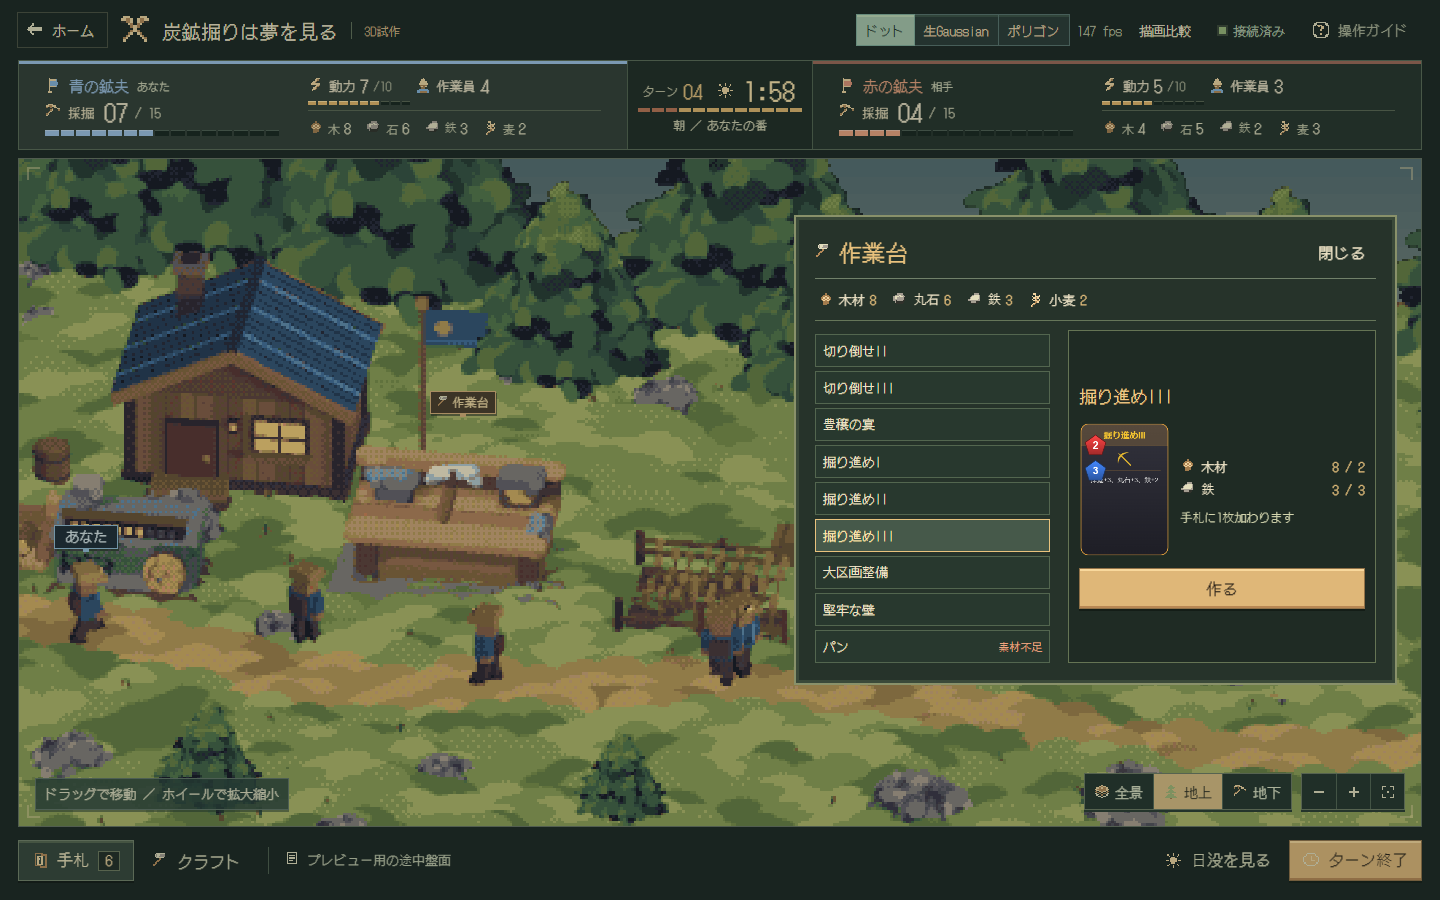 ホーム
炭鉱掘りは夢を見る
3D試作
ドット
生Gaussian
ポリゴン
147 fps
描画比較
接続済み
操作ガイド
青の鉱夫 あなた
動力 7 /10
作業員 4
採掘 07 / 15
木 8 石 6 鉄 3 麦 2
ターン 04 1:58
朝 / あなたの番
赤の鉱夫 相手
動力 5 /10
作業員 3
採掘 04 / 15
木 4 石 5 鉄 2 麦 3
作業台
あなた
作業台
閉じる
木材 8 丸石 6 鉄 3 小麦 2
切り倒せII
切り倒せIII
豊穣の宴
掘り進めI
掘り進めII
掘り進めIII
大区画整備
堅牢な壁
パン 素材不足
掘り進めIII
掘り進めIII
2
3
木材 8 / 2
鉄 3 / 3
手札に1枚加わります
作る
ドラッグで移動 / ホイールで拡大縮小
全景
地上
地下
手札 6
クラフト
プレビュー用の途中盤面
日没を見る
ターン終了